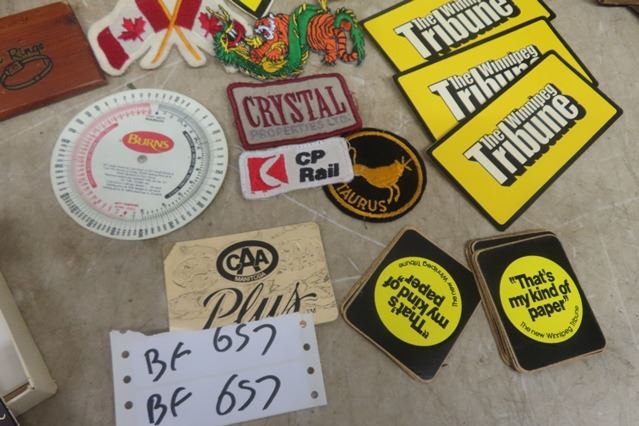 Rings
The Winnipeg
Tribune
The Winnipeg
Tribune
The Winnipeg
Tribune
CRYSTAL
PROPERTIES LTD.
BURNS
CP
Rail
TAURUS
CAA
MANITOBA
Plus
"That's
my kind of
paper"
The new Winnipeg Tribune
"That's
my kind of
paper"
The new Winnipeg Tribune
BF 657
BF 657